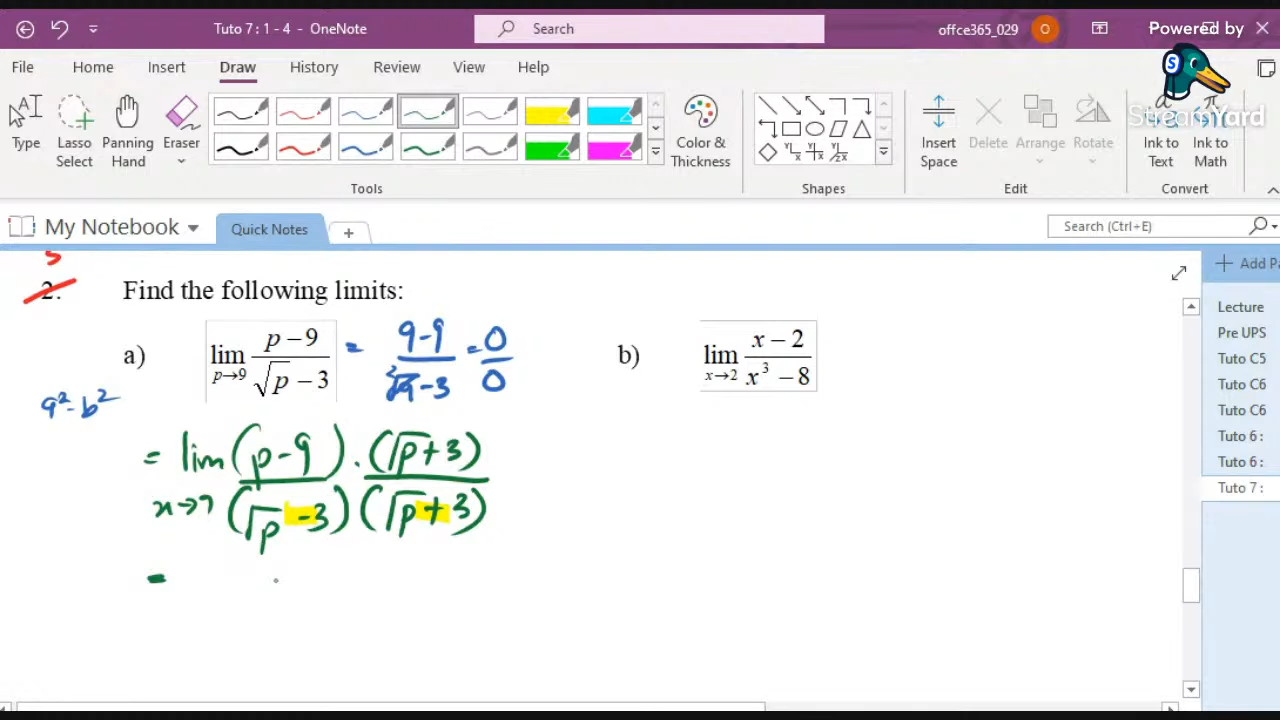 Tuto 7 : 1 - 4 - OneNote
Search
offce365_029
O
Powered by
File Home Insert Draw History Review View Help
StreamYard
Type
Lasso Select
Panning Hand
Eraser
Color & Thickness
Insert Space
Delete
Arrange
Rotate
Ink to Text
Ink to Math
Tools
Shapes
Edit
Convert
My Notebook
Quick Notes
Search (Ctrl+E)
Add Pa
Lecture
Pre UPS
Tuto C5
Tuto C6
Tuto C6
Tuto 6 :
Tuto 6 :
Tuto 7 :
2. Find the following limits:
a) lim p→9 (p − 9)/(√p − 3) = (9-9)/(√9-3) = 0/0
b) lim x→2 (x − 2)/(x³ − 8)
a² - b²
= lim (p-9)/(√p -3) . (√p+3)/(√p+3)
=